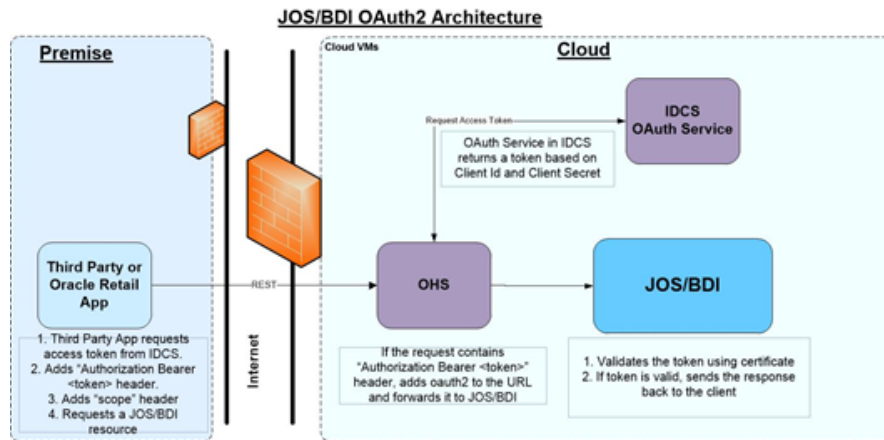 JOS/BDI OAuth2 Architecture
Premise
Cloud VMs
Cloud
Request Access Token
IDCS
OAuth Service
OAuth Service in IDCS
returns a token based on
Client Id and Client Secret
Third Party or
Oracle Retail
App
REST
OHS
JOS/BDI
1. Third Party App requests
access token from IDCS.
2. Adds “Authorization Bearer
<token> header.
3. Adds “scope” header
4. Requests a JOS/BDI
resource
Internet
If the request contains
“Authorization Bearer <token>”
header, adds oauth2 to the URL
and forwards it to JOS/BDI
1. Validates the token using certificate
2. If token is valid, sends the response
back to the client